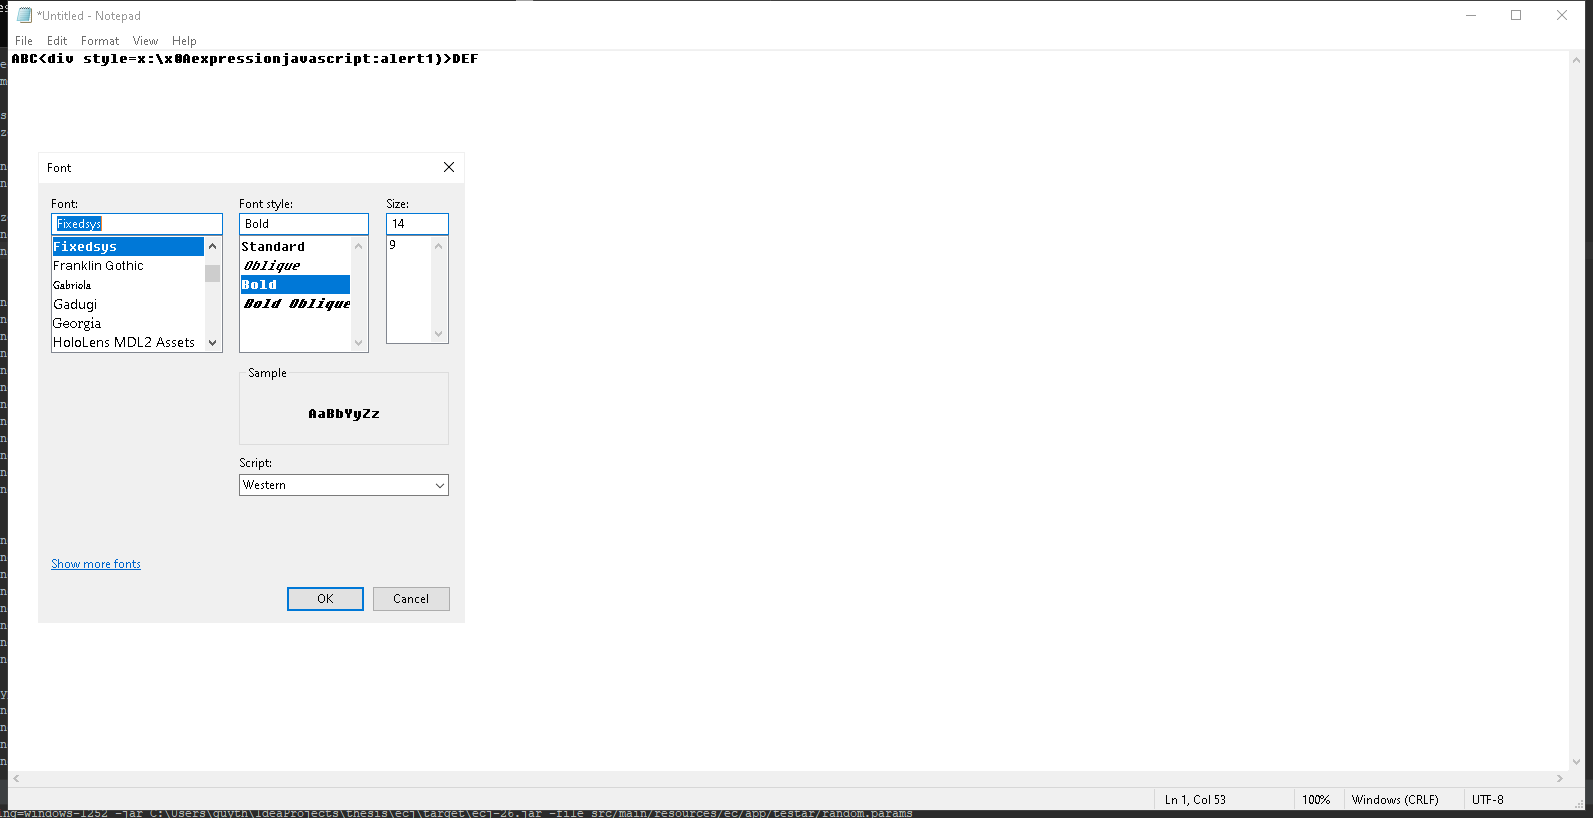 *Untitled - Notepad
File Edit Format View Help
ABC<div style=x:\x0Aexpressionjavascript:alert1)>DEF
Font
Font: Font style: Size:
Fixedsys Bold 14
Fixedsys Standard 9
Franklin Gothic Oblique
Gabriola Bold
Gadugi Bold Oblique
Georgia
HoloLens MDL2 Assets
Sample
AaBbYyZz
Script:
Western
Show more fonts
OK Cancel
Ln 1, Col 53 100% Windows (CRLF) UTF-8
ing=windows-1252 -jar C:\Users\guyth\IdeaProjects\thesis\ecj\target\ecj-26.jar -file src/main/resources/ec/app/testar/random.params